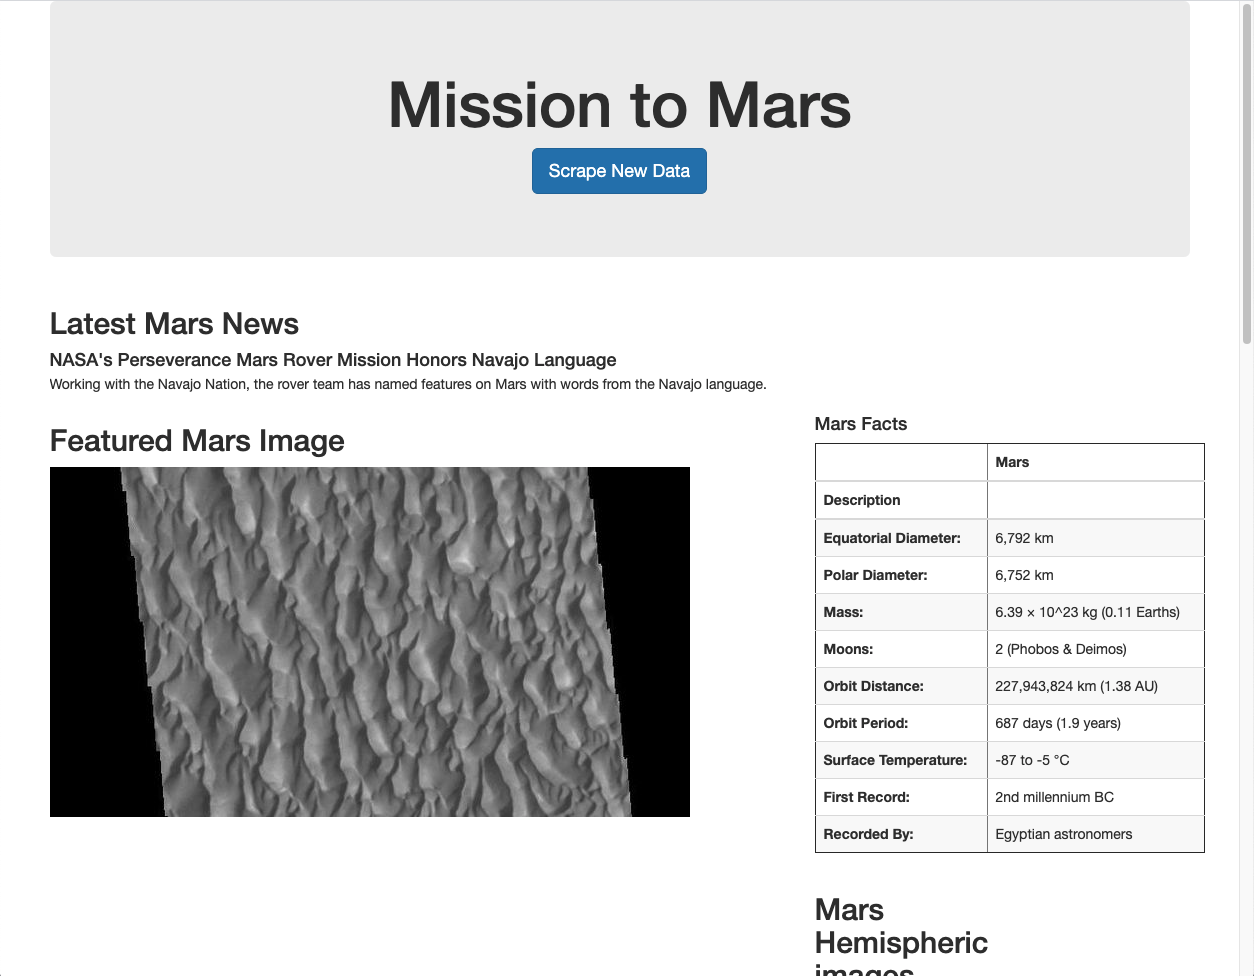 Mission to Mars
Scrape New Data
Latest Mars News
NASA's Perseverance Mars Rover Mission Honors Navajo Language
Working with the Navajo Nation, the rover team has named features on Mars with words from the Navajo language.
Featured Mars Image
Mars Facts
Mars
Description
Equatorial Diameter: 6,792 km
Polar Diameter: 6,752 km
Mass: 6.39 × 10^23 kg (0.11 Earths)
Moons: 2 (Phobos & Deimos)
Orbit Distance: 227,943,824 km (1.38 AU)
Orbit Period: 687 days (1.9 years)
Surface Temperature: -87 to -5 °C
First Record: 2nd millennium BC
Recorded By: Egyptian astronomers
Mars
Hemispheric
images